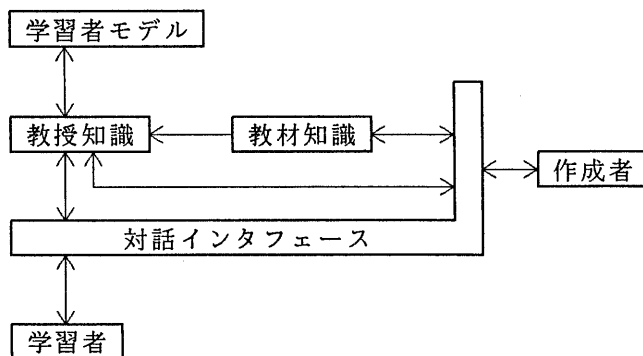 学習者モデル
教授知識
教材知識
作成者
対話インタフェース
学習者